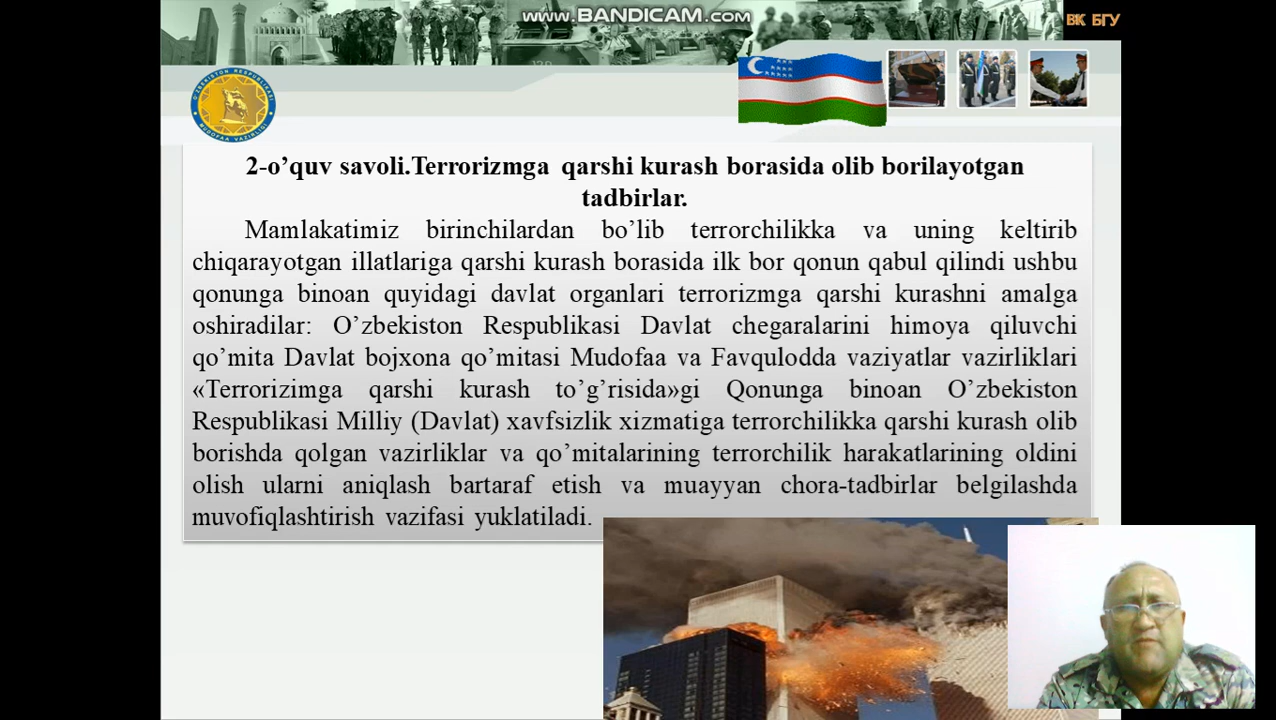 www.BANDICAM.com
ВК БГУ
O'ZBEKISTON RESPUBLIKASI
MUDOFAA VAZIRLIGI
2-o’quv savoli.Terrorizmga qarshi kurash borasida olib borilayotgan
tadbirlar.
Mamlakatimiz birinchilardan bo’lib terrorchilikka va uning keltirib
chiqarayotgan illatlariga qarshi kurash borasida ilk bor qonun qabul qilindi ushbu
qonunga binoan quyidagi davlat organlari terrorizmga qarshi kurashni amalga
oshiradilar: O’zbekiston Respublikasi Davlat chegaralarini himoya qiluvchi
qo’mita Davlat bojxona qo’mitasi Mudofaa va Favqulodda vaziyatlar vazirliklari
«Terrorizimga qarshi kurash to’g’risida»gi Qonunga binoan O’zbekiston
Respublikasi Milliy (Davlat) xavfsizlik xizmatiga terrorchilikka qarshi kurash olib
borishda qolgan vazirliklar va qo’mitalarining terrorchilik harakatlarining oldini
olish ularni aniqlash bartaraf etish va muayyan chora-tadbirlar belgilashda
muvofiqlashtirish vazifasi yuklatiladi.